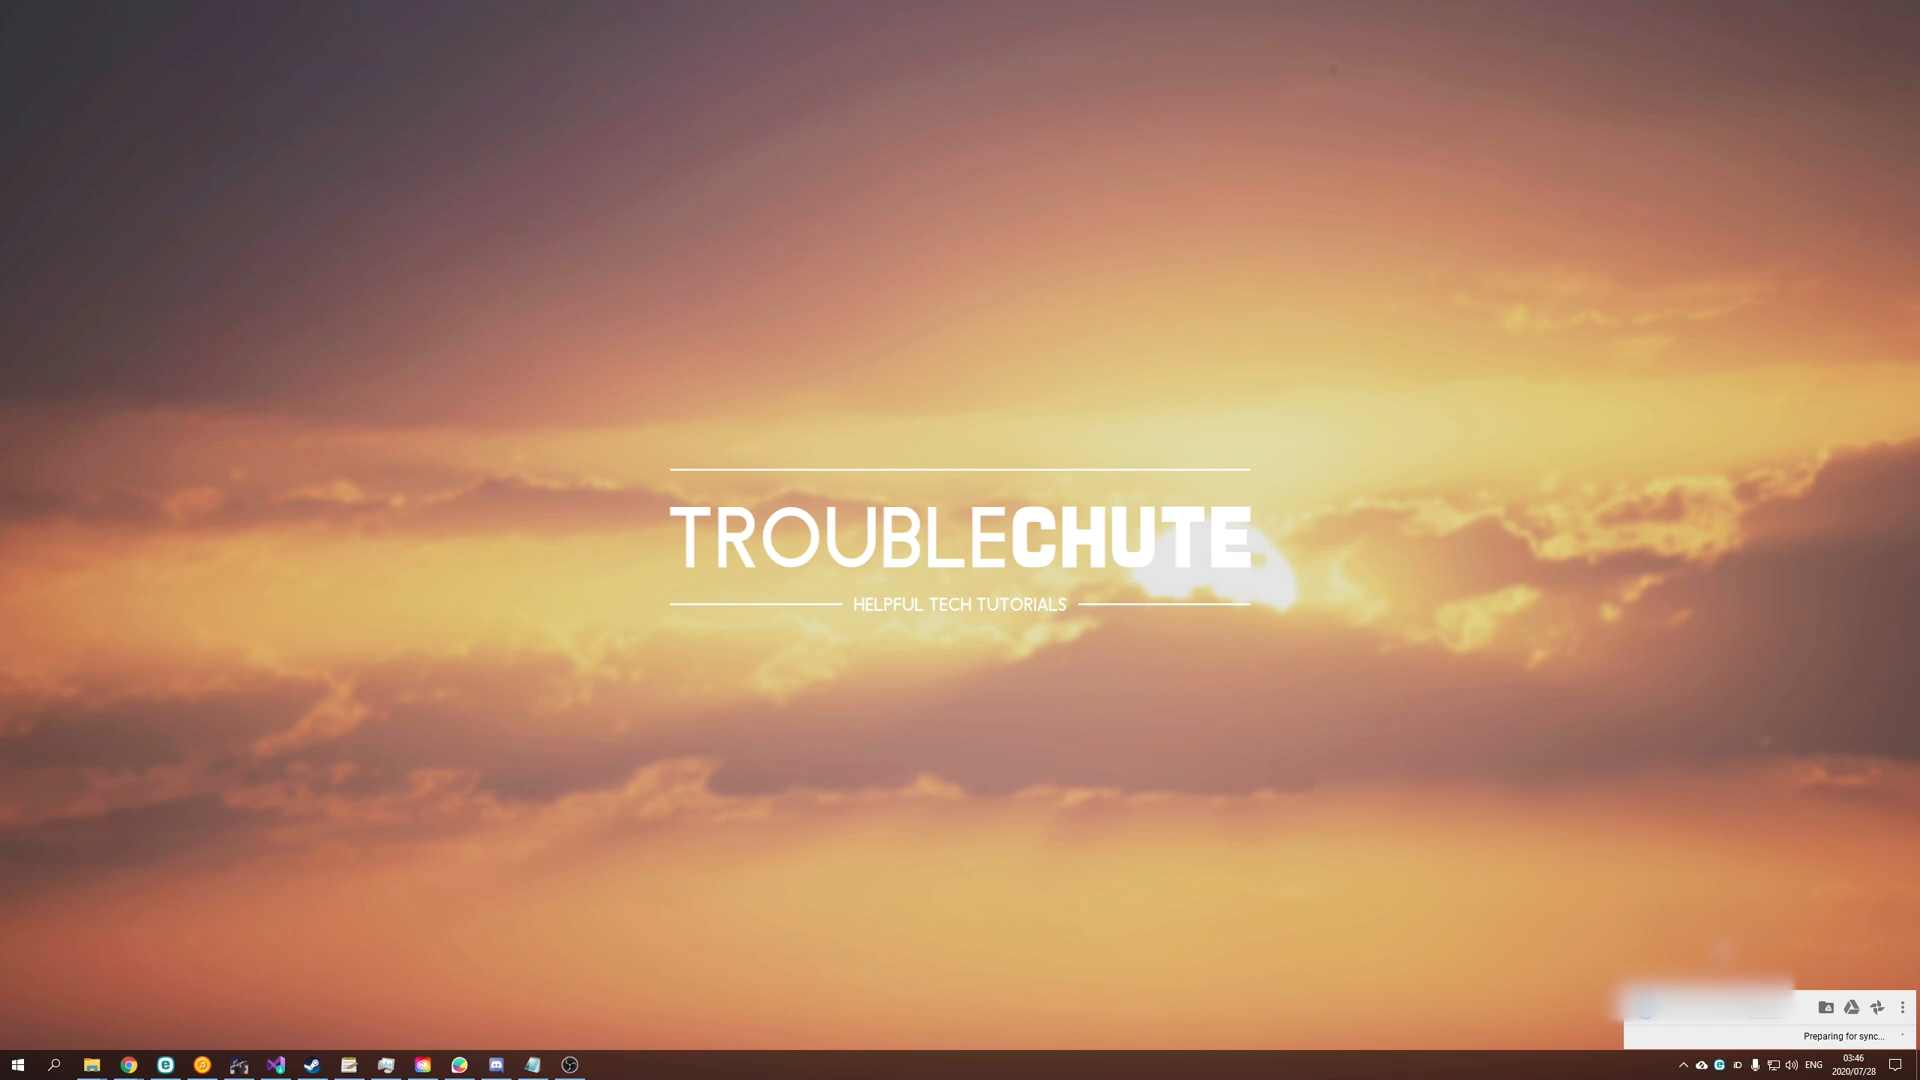 TROUBLECHUTE
HELPFUL TECH TUTORIALS
Preparing for sync...
ENG
03:46
2020/07/28